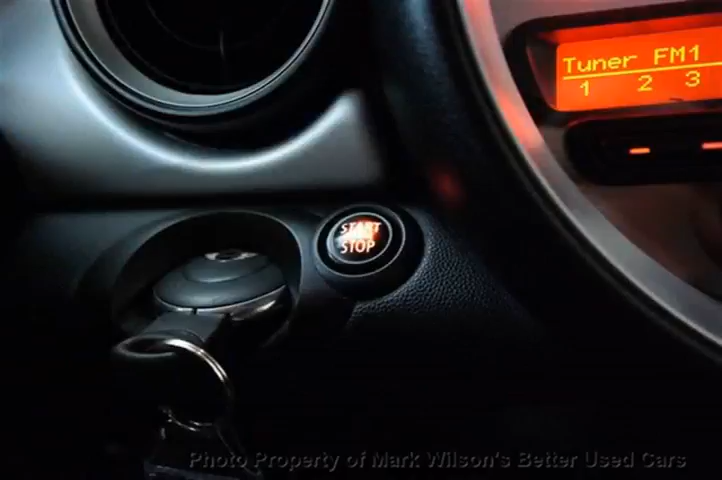 Tuner FM1
1 2 3
START
STOP
Photo Property of Mark Wilson's Better Used Cars